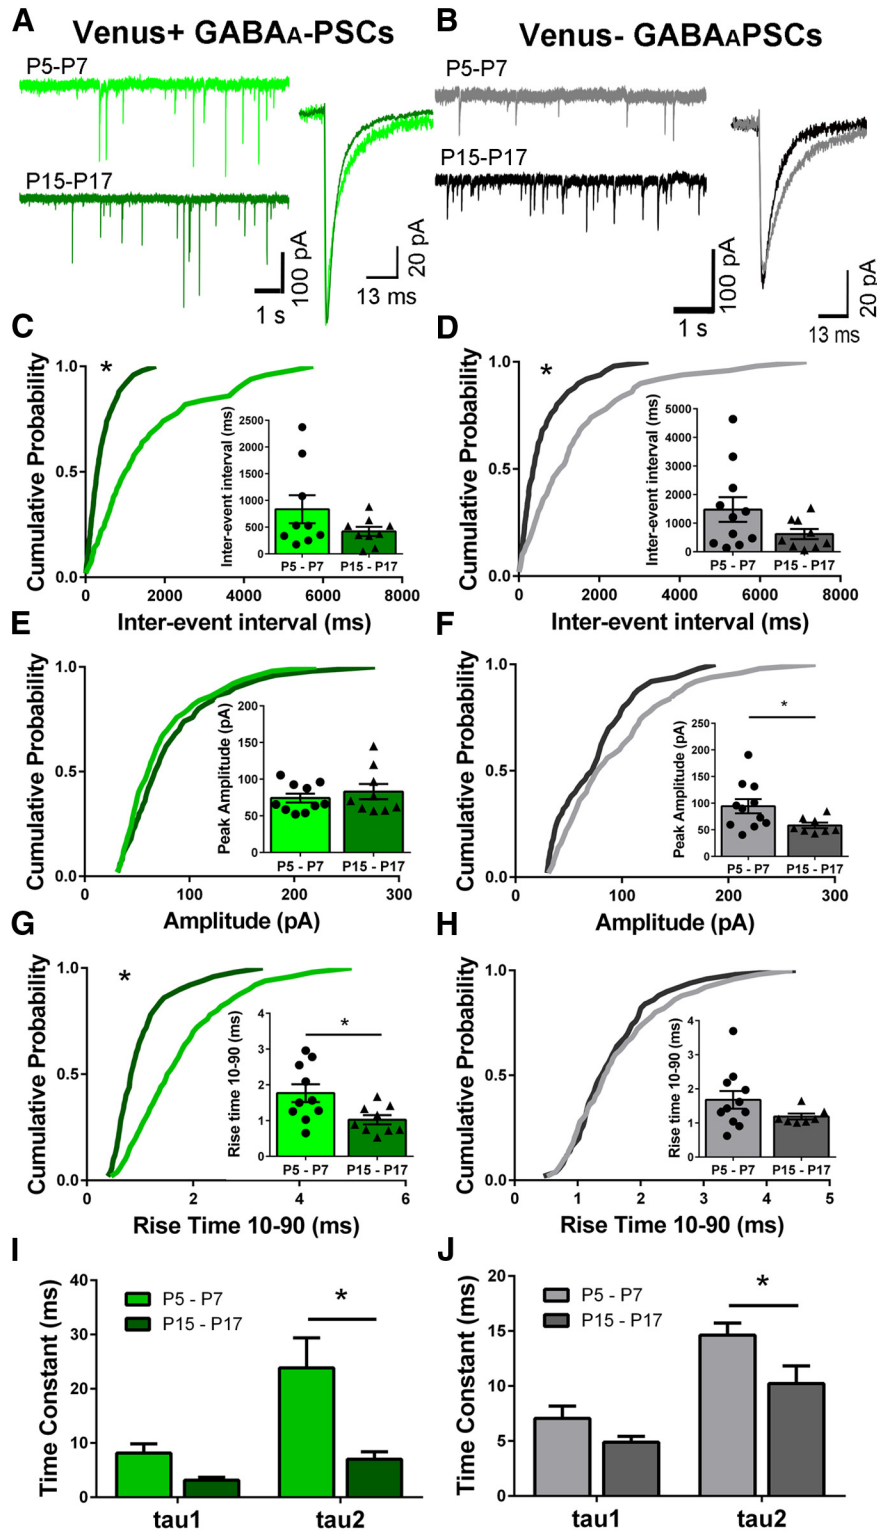 A
Venus+ GABAA-PSCs
P5-P7
P15-P17
100 pA
1 s
20 pA
13 ms
B
Venus- GABAAPSCs
P5-P7
P15-P17
100 pA
1 s
20 pA
13 ms
C
Cumulative Probability
1.0
0.5
0.0
*
0 2000 4000 6000 8000
Inter-event interval (ms)
Inter-event interval (ms)
2500
2000
1500
1000
500
0
P5 - P7 P15 - P17
D
Cumulative Probability
1.0
0.5
0.0
*
0 2000 4000 6000 8000
Inter-event interval (ms)
Inter-event interval (ms)
5000
4000
3000
2000
1000
0
P5 - P7 P15 - P17
E
Cumulative Probability
1.0
0.5
0.0
0 100 200 300
Amplitude (pA)
Peak Amplitude (pA)
200
150
100
50
0
P5 - P7 P15 - P17
F
Cumulative Probability
1.0
0.5
0.0
0 100 200 300
Amplitude (pA)
Peak Amplitude (pA)
250
200
150
100
50
0
*
P5 - P7 P15 - P17
G
Cumulative Probability
1.0
0.5
0.0
*
0 2 4 6
Rise Time 10-90 (ms)
Rise time 10-90 (ms)
4
3
2
1
0
*
P5 - P7 P15 - P17
H
Cumulative Probability
1.0
0.5
0.0
0 1 2 3 4 5
Rise Time 10-90 (ms)
Rise time 10-90 (ms)
4
3
2
1
0
P5 - P7 P15 - P17
I
Time Constant (ms)
40
30
20
10
0
P5 - P7
P15 - P17
*
tau1 tau2
J
Time Constant (ms)
20
15
10
5
0
P5 - P7
P15 - P17
*
tau1 tau2